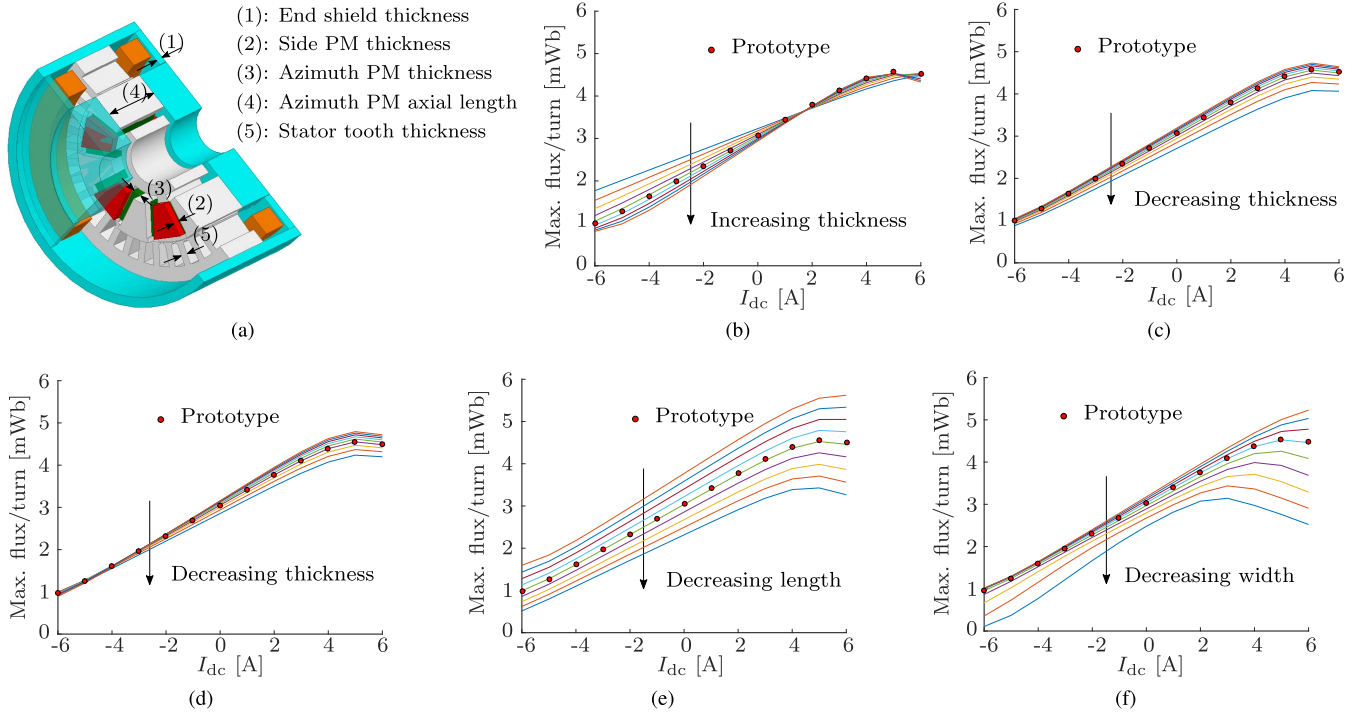 (1): End shield thickness
(2): Side PM thickness
(3): Azimuth PM thickness
(4): Azimuth PM axial length
(5): Stator tooth thickness
(1)
(4)
(3)
(2)
(5)
(a)
Max. flux/turn [mWb]
6
5
4
3
2
1
0
Prototype
Increasing thickness
-6 -4 -2 0 2 4 6
I_dc [A]
(b)
Max. flux/turn [mWb]
6
5
4
3
2
1
0
Prototype
Decreasing thickness
-6 -4 -2 0 2 4 6
I_dc [A]
(c)
Max. flux/turn [mWb]
6
5
4
3
2
1
0
Prototype
Decreasing thickness
-6 -4 -2 0 2 4 6
I_dc [A]
(d)
Max. flux/turn [mWb]
6
5
4
3
2
1
0
Prototype
Decreasing length
-6 -4 -2 0 2 4 6
I_dc [A]
(e)
Max. flux/turn [mWb]
6
5
4
3
2
1
0
Prototype
Decreasing width
-6 -4 -2 0 2 4 6
I_dc [A]
(f)